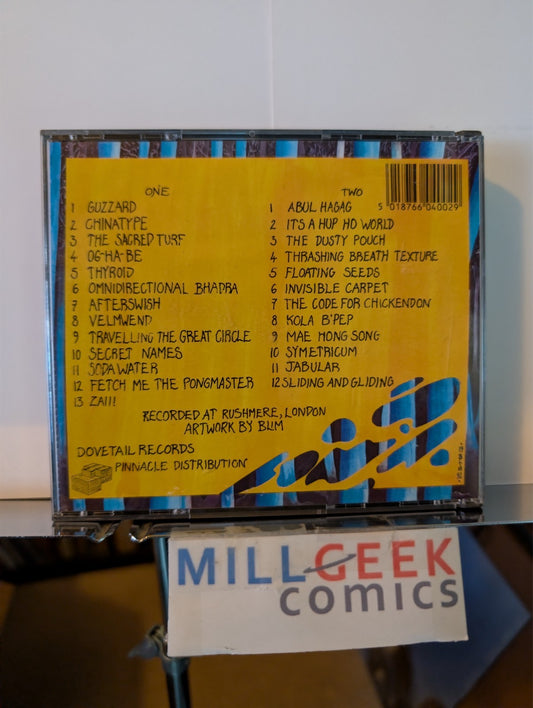 ONE
1 GUZZARD
2 CHINATYPE
3 THE SACRED TURF
4 OG-HA-BE
5 THYROID
6 OMNIDIRECTIONAL BHADRA
7 AFTERSWISH
8 VELMWEND
9 TRAVELLING THE GREAT CIRCLE
10 SECRET NAMES
11 SODA WATER
12 FETCH ME THE PONGMASTER
13 ZAII!
TWO
1 ABUL HAGAG
2 IT'S A HUP HO WORLD
3 THE DUSTY POUCH
4 THRASHING BREATH TEXTURE
5 FLOATING SEEDS
6 INVISIBLE CARPET
7 THE CODE FOR CHICKENDON
8 KOLA B'PEP
9 MAE HONG SONG
10 SYMETRICUM
11 JABULAR
12 SLIDING AND GLIDING
5 018766 040029
RECORDED AT RUSHMERE, LONDON
ARTWORK BY BLIM
DOVETAIL RECORDS
PINNACLE DISTRIBUTION
MILLGEEK
comics